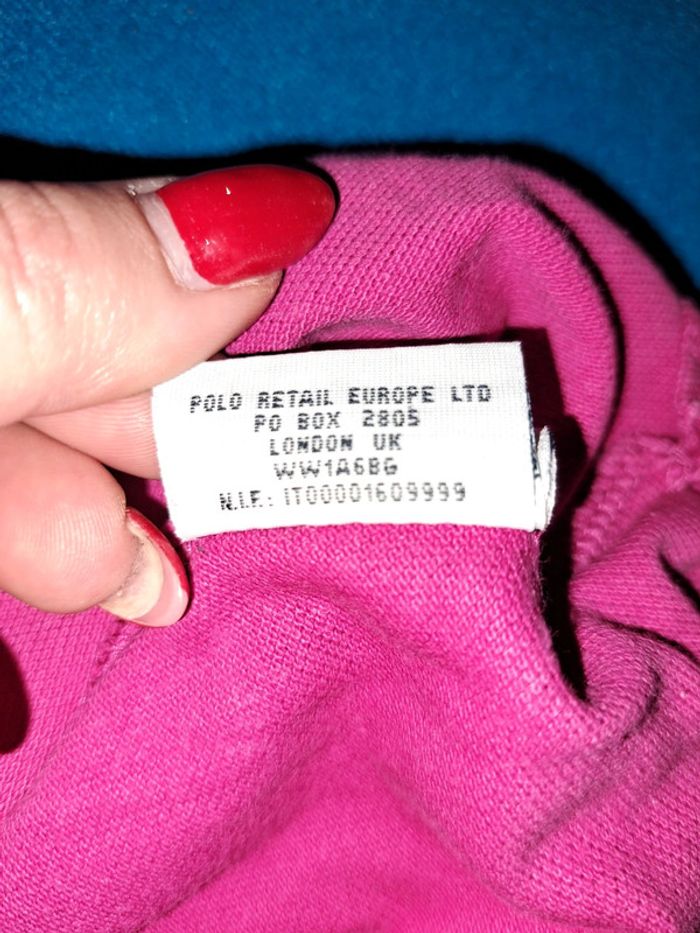 POLO RETAIL EUROPE LTD
PO BOX 2805
LONDON UK
WW1A6BG
N.I.F.: IT00001609999